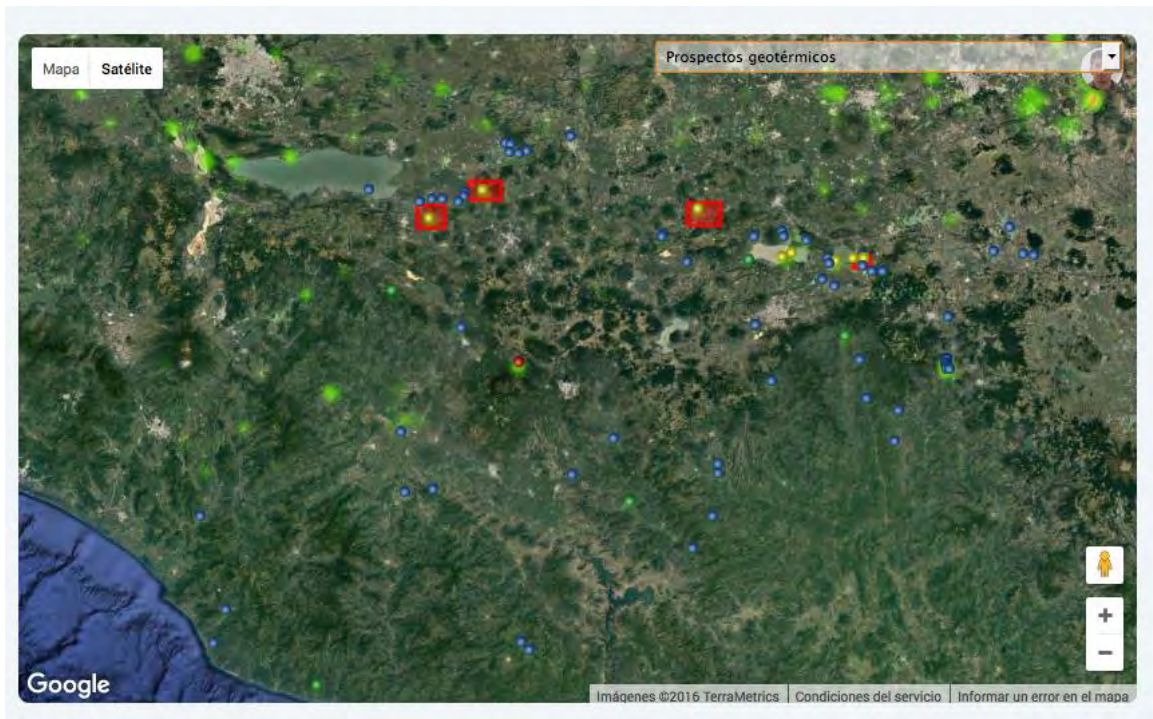 Mapa Satélite
Prospectos geotérmicos
+
−
Google
Imágenes ©2016 TerraMetrics Condiciones del servicio Informar un error en el mapa